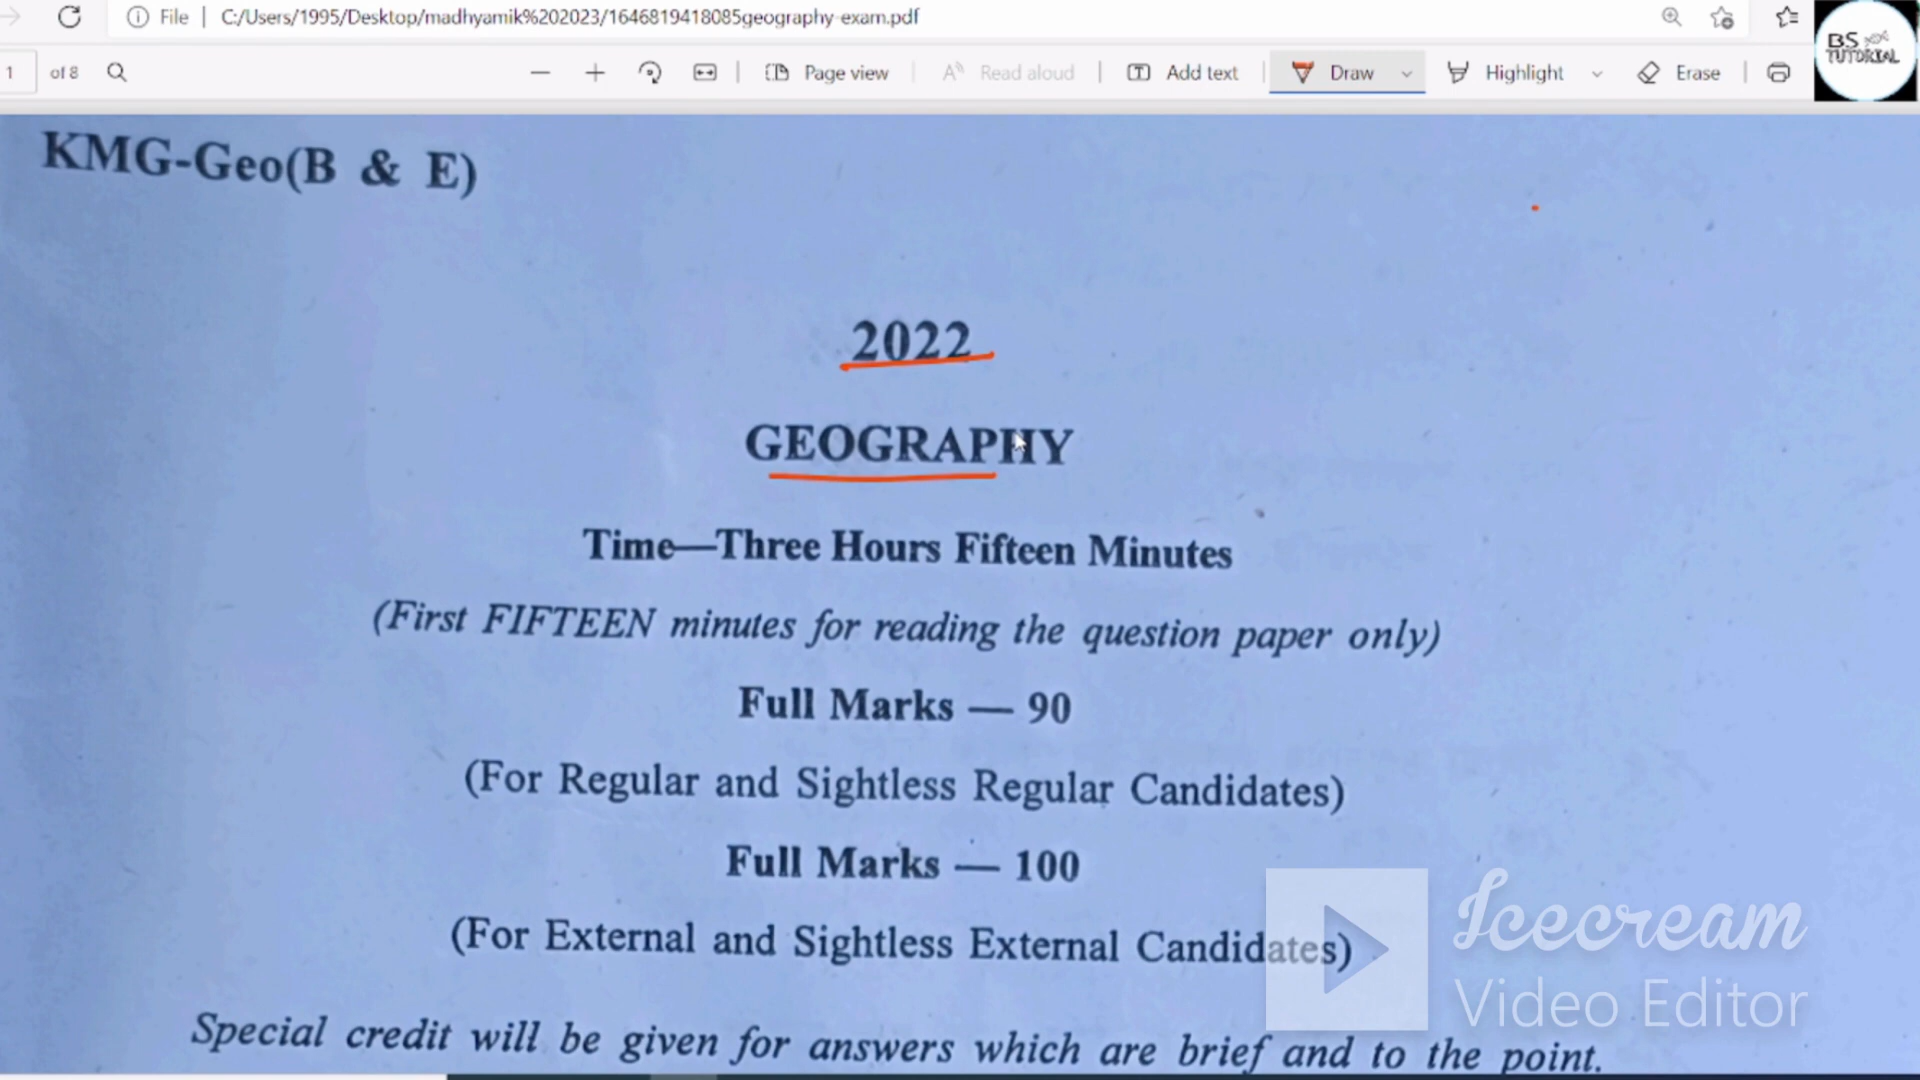 File | C:/Users/1995/Desktop/madhyamik%202023/1646819418085geography-exam.pdf
1 of 8 Page view Read aloud Add text Draw Highlight Erase
BS
TUTORIAL
KMG-Geo(B & E)
2022
GEOGRAPHY
Time—Three Hours Fifteen Minutes
(First FIFTEEN minutes for reading the question paper only)
Full Marks — 90
(For Regular and Sightless Regular Candidates)
Full Marks — 100
(For External and Sightless External Candidates)
Special credit will be given for answers which are brief and to the point.
Icecream
Video Editor